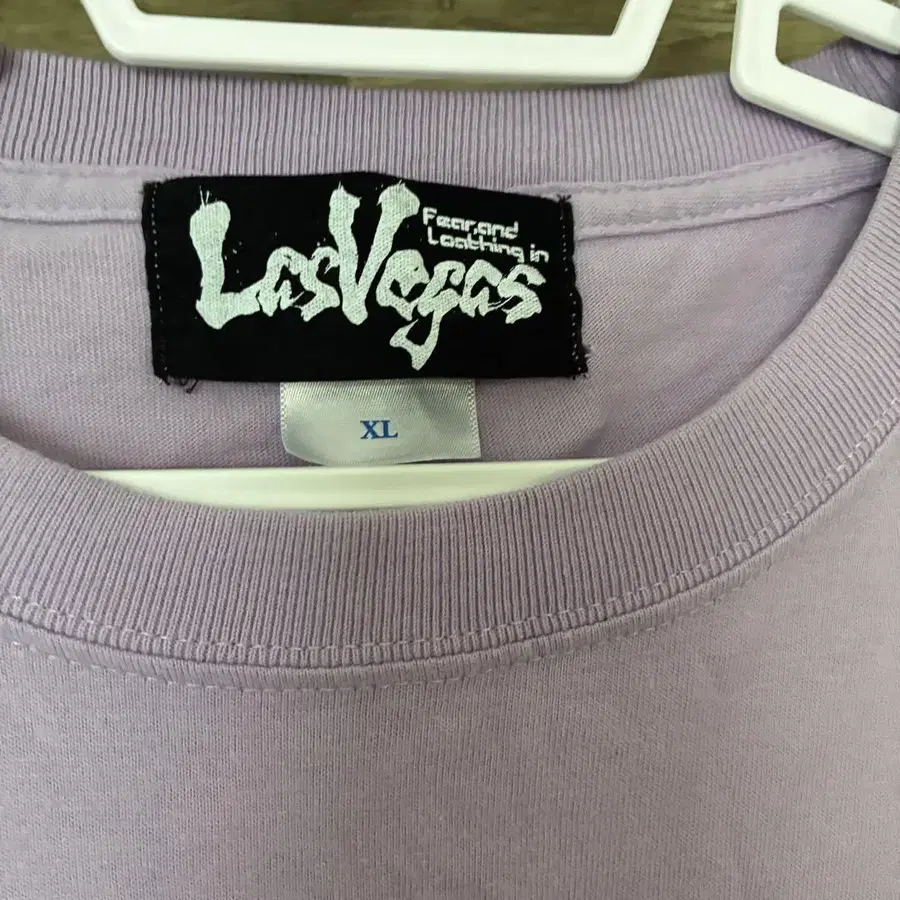 Fear,and
Loathing in
LasVegas
XL